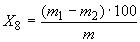 X₈ = (m₁ − m₂) · 100 / m